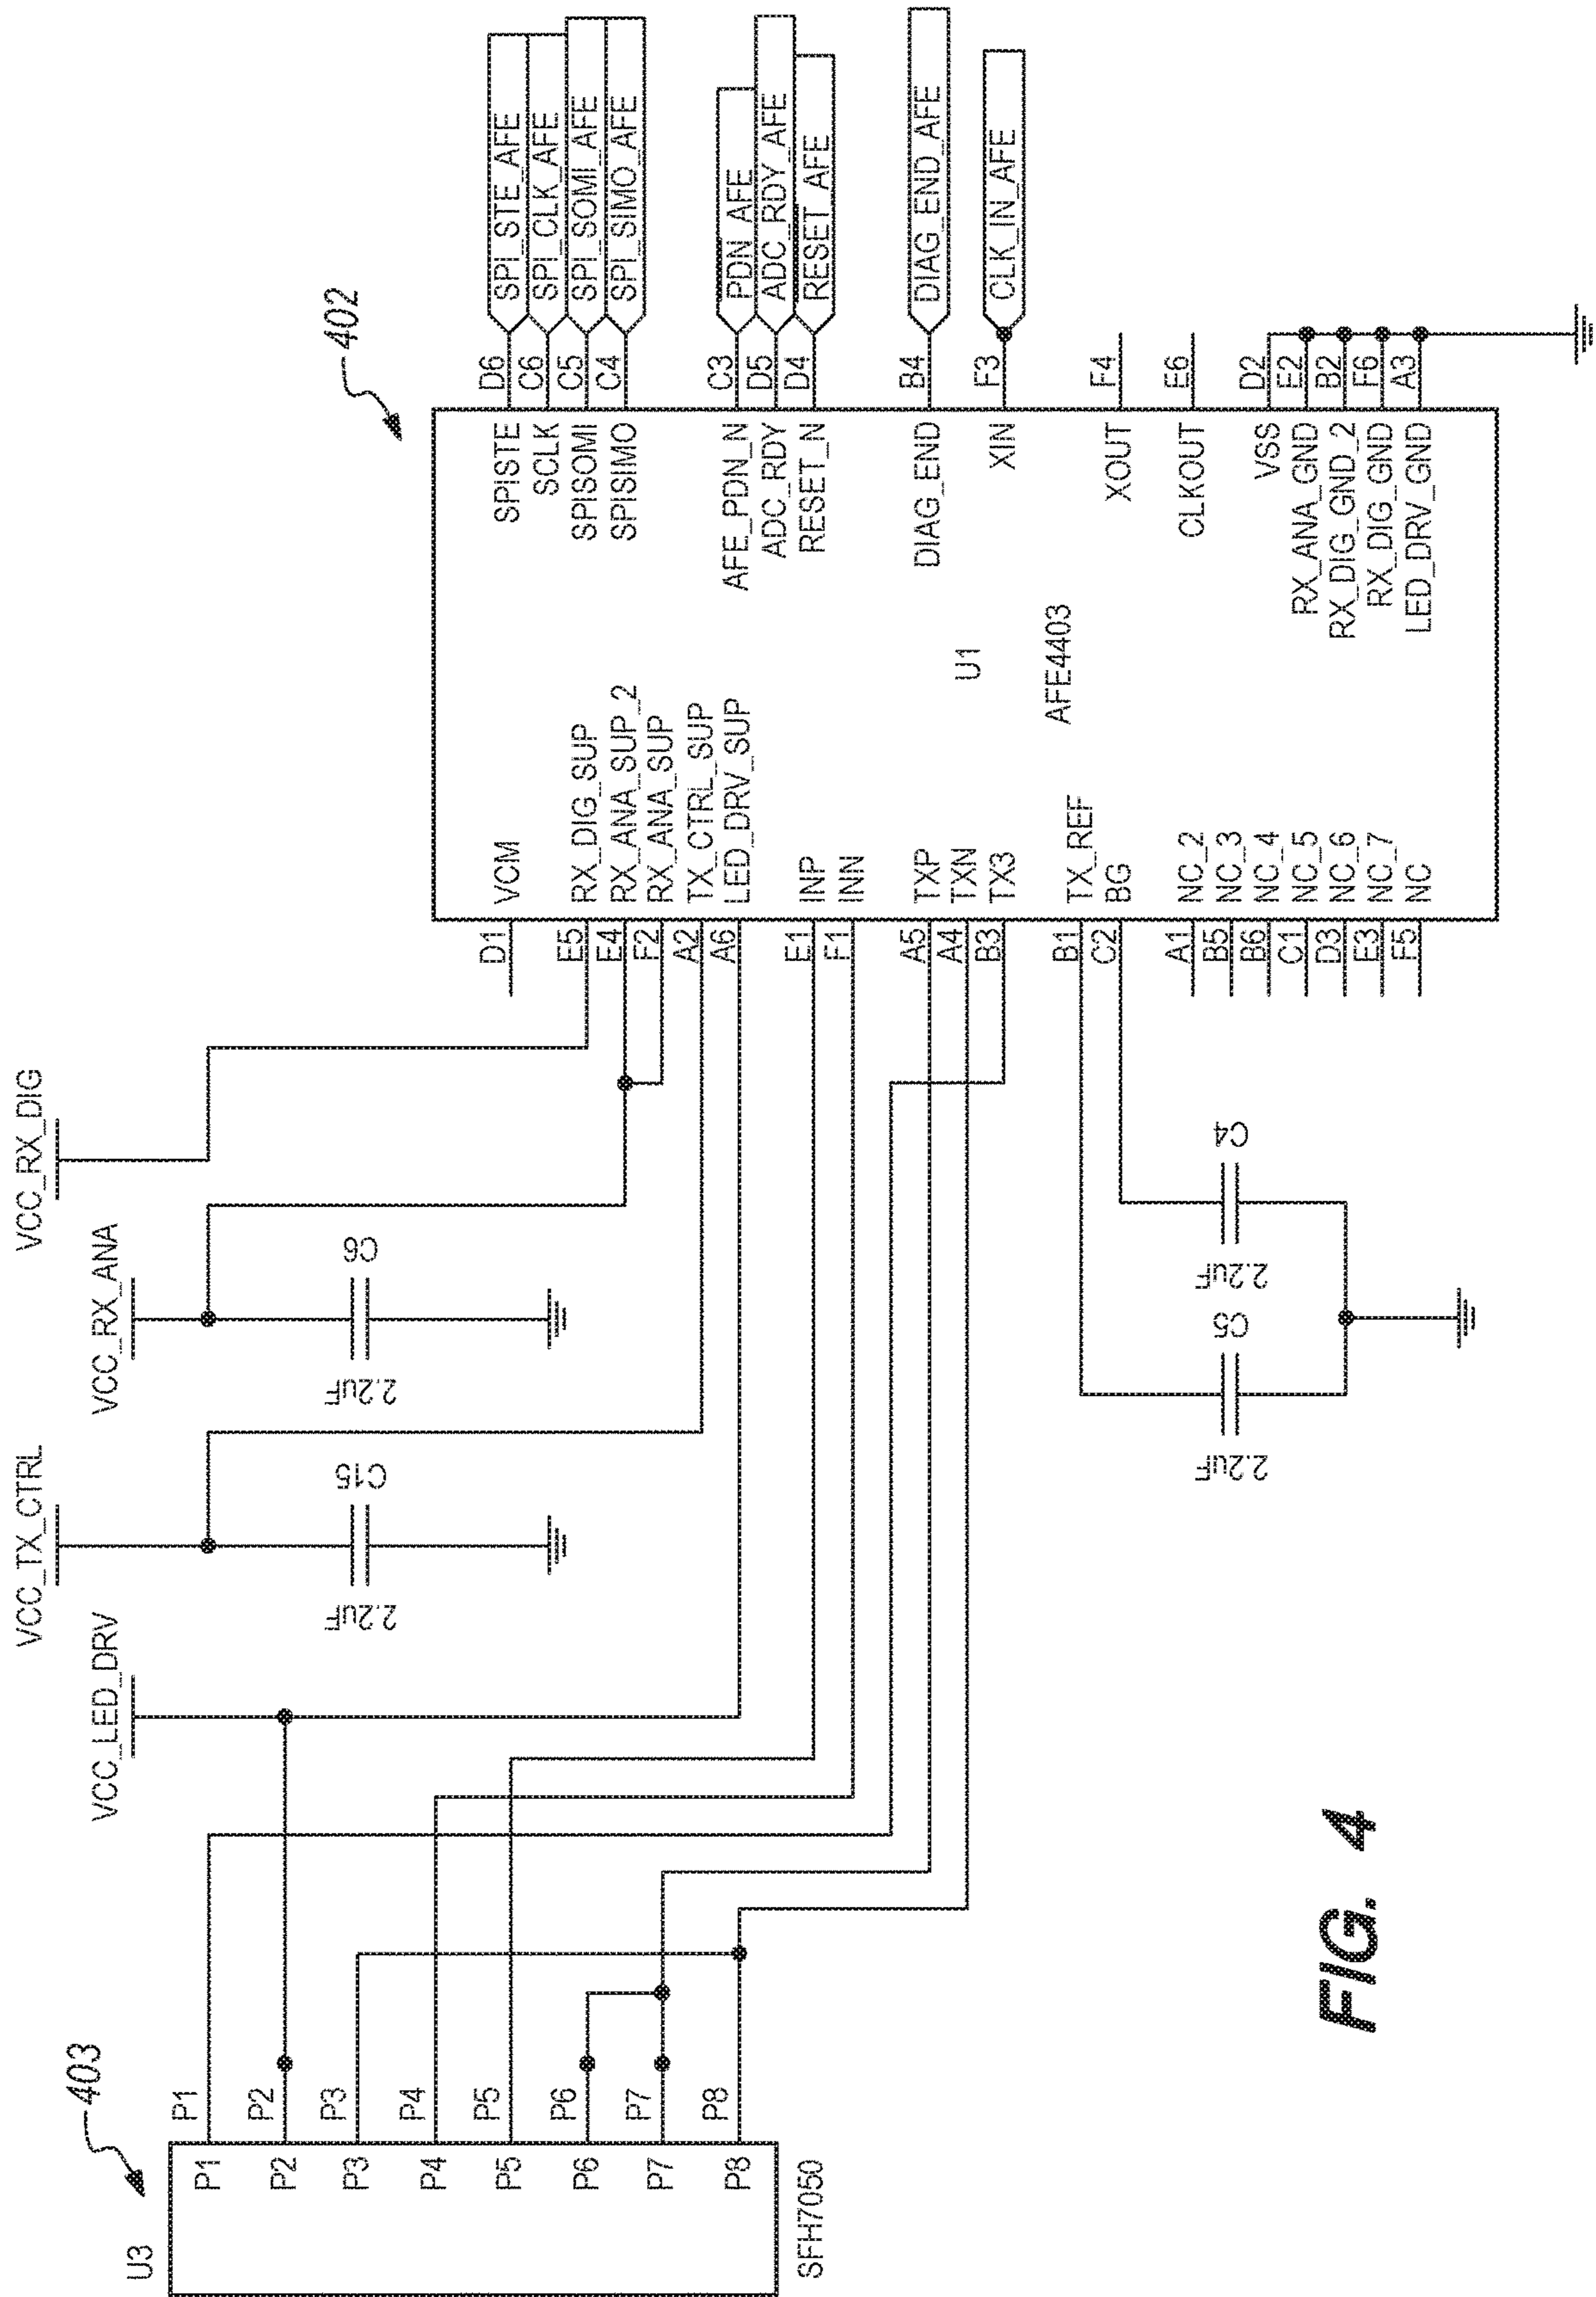 403
U3
P1 P1
P2 P2
P3 P3
P4 P4
P5 P5
P6 P6
P7 P7
P8 P8
SFH7050
VCC_LED_DRV
VCC_TX_CTRL
C15
2.2uF
VCC_RX_ANA
C6
2.2uF
VCC_RX_DIG
C5
2.2uF
C4
2.2uF
402
D1 VCM
E5 RX_DIG_SUP
E4 RX_ANA_SUP_2
F2 RX_ANA_SUP
A2 TX_CTRL_SUP
A6 LED_DRV_SUP
E1 INP
F1 INN
A5 TXP
A4 TXN
B3 TX3
B1 TX_REF
C2 BG
A1 NC_2
B5 NC_3
B6 NC_4
C1 NC_5
D3 NC_6
E3 NC_7
F5 NC
U1
AFE4403
SPISTE D6 SPI_STE_AFE
SCLK C6 SPI_CLK_AFE
SPISOMI C5 SPI_SOMI_AFE
SPISIMO C4 SPI_SIMO_AFE
AFE_PDN_N C3 PDN_AFE
ADC_RDY D5 ADC_RDY_AFE
RESET_N D4 RESET_AFE
DIAG_END B4 DIAG_END_AFE
XIN F3 CLK_IN_AFE
XOUT F4
CLKOUT E6
VSS D2
RX_ANA_GND E2
RX_DIG_GND_2 B2
RX_DIG_GND F6
LED_DRV_GND A3
FIG. 4